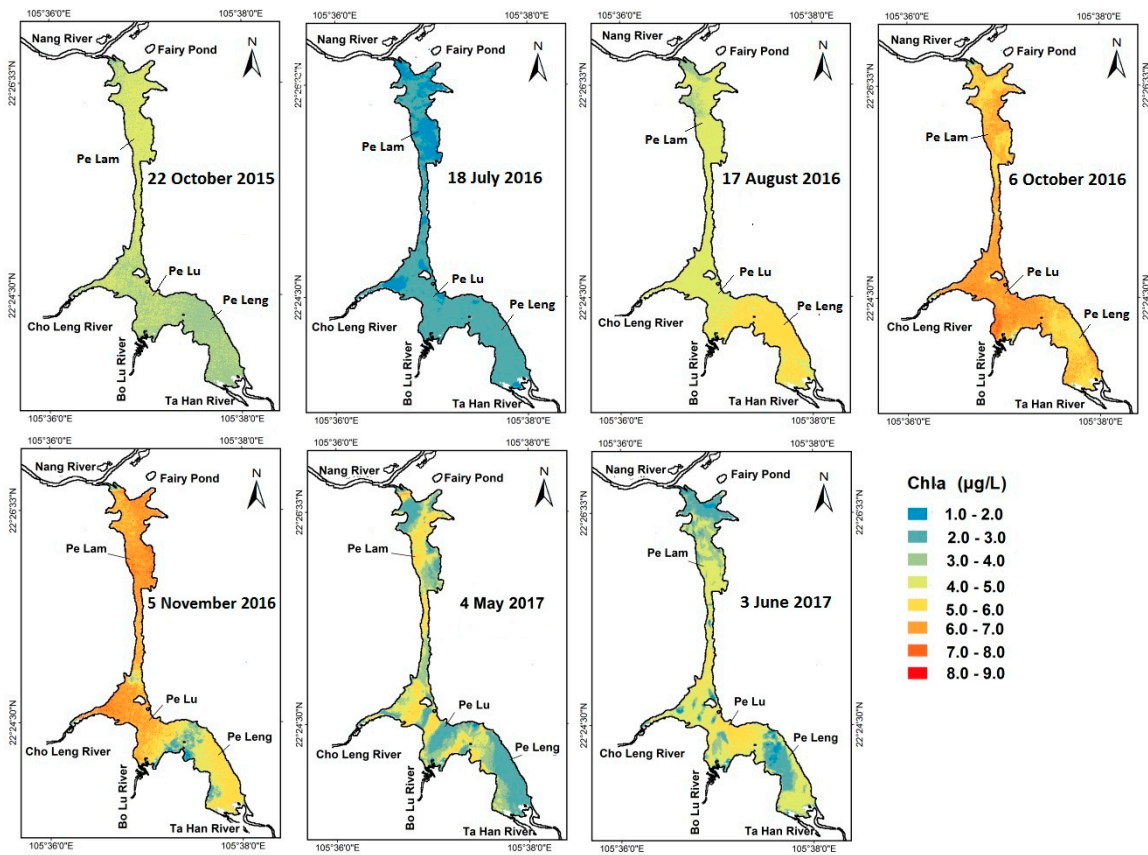 105°36'0"E 105°38'0"E
Nang River
Fairy Pond
N
22°26'33"N
Pe Lam
22 October 2015
Pe Lu
22°24'30"N
Pe Leng
Cho Leng River
Bo Lu River
Ta Han River
105°36'0"E 105°38'0"E
105°36'0"E 105°38'0"E
Nang River
Fairy Pond
N
Pe Lam
18 July 2016
Pe Lu
22°24'30"N
Pe Leng
Cho Leng River
Bo Lu River
Ta Han River
105°36'0"E 105°38'0"E
105°36'0"E 105°38'0"E
Nang River
Fairy Pond
N
22°26'33"N
Pe Lam
17 August 2016
Pe Lu
22°24'30"N
Pe Leng
Cho Leng River
Bo Lu River
Ta Han River
105°36'0"E 105°38'0"E
105°36'0"E 105°38'0"E
Nang River
Fairy Pond
N
22°26'33"N
Pe Lam
6 October 2016
Pe Lu
22°24'30"N
Pe Leng
Cho Leng River
Bo Lu River
Ta Han River
105°36'0"E 105°38'0"E
105°36'0"E 105°38'0"E
Nang River
Fairy Pond
N
22°26'33"N
Pe Lam
5 November 2016
Pe Lu
22°24'30"N
Pe Leng
Cho Leng River
Bo Lu River
Ta Han River
105°36'0"E 105°38'0"E
105°36'0"E 105°38'0"E
Nang River
Fairy Pond
N
22°26'33"N
Pe Lam
4 May 2017
Pe Lu
22°24'30"N
Pe Leng
Cho Leng River
Bo Lu River
Ta Han River
105°36'0"E 105°38'0"E
105°36'0"E 105°38'0"E
Nang River
Fairy Pond
N
22°26'33"N
Pe Lam
3 June 2017
Pe Lu
22°24'30"N
Pe Leng
Cho Leng River
Bo Lu River
Ta Han River
105°36'0"E 105°38'0"E
Chl-a (µg/L)
1.0 - 2.0
2.0 - 3.0
3.0 - 4.0
4.0 - 5.0
5.0 - 6.0
6.0 - 7.0
7.0 - 8.0
8.0 - 9.0